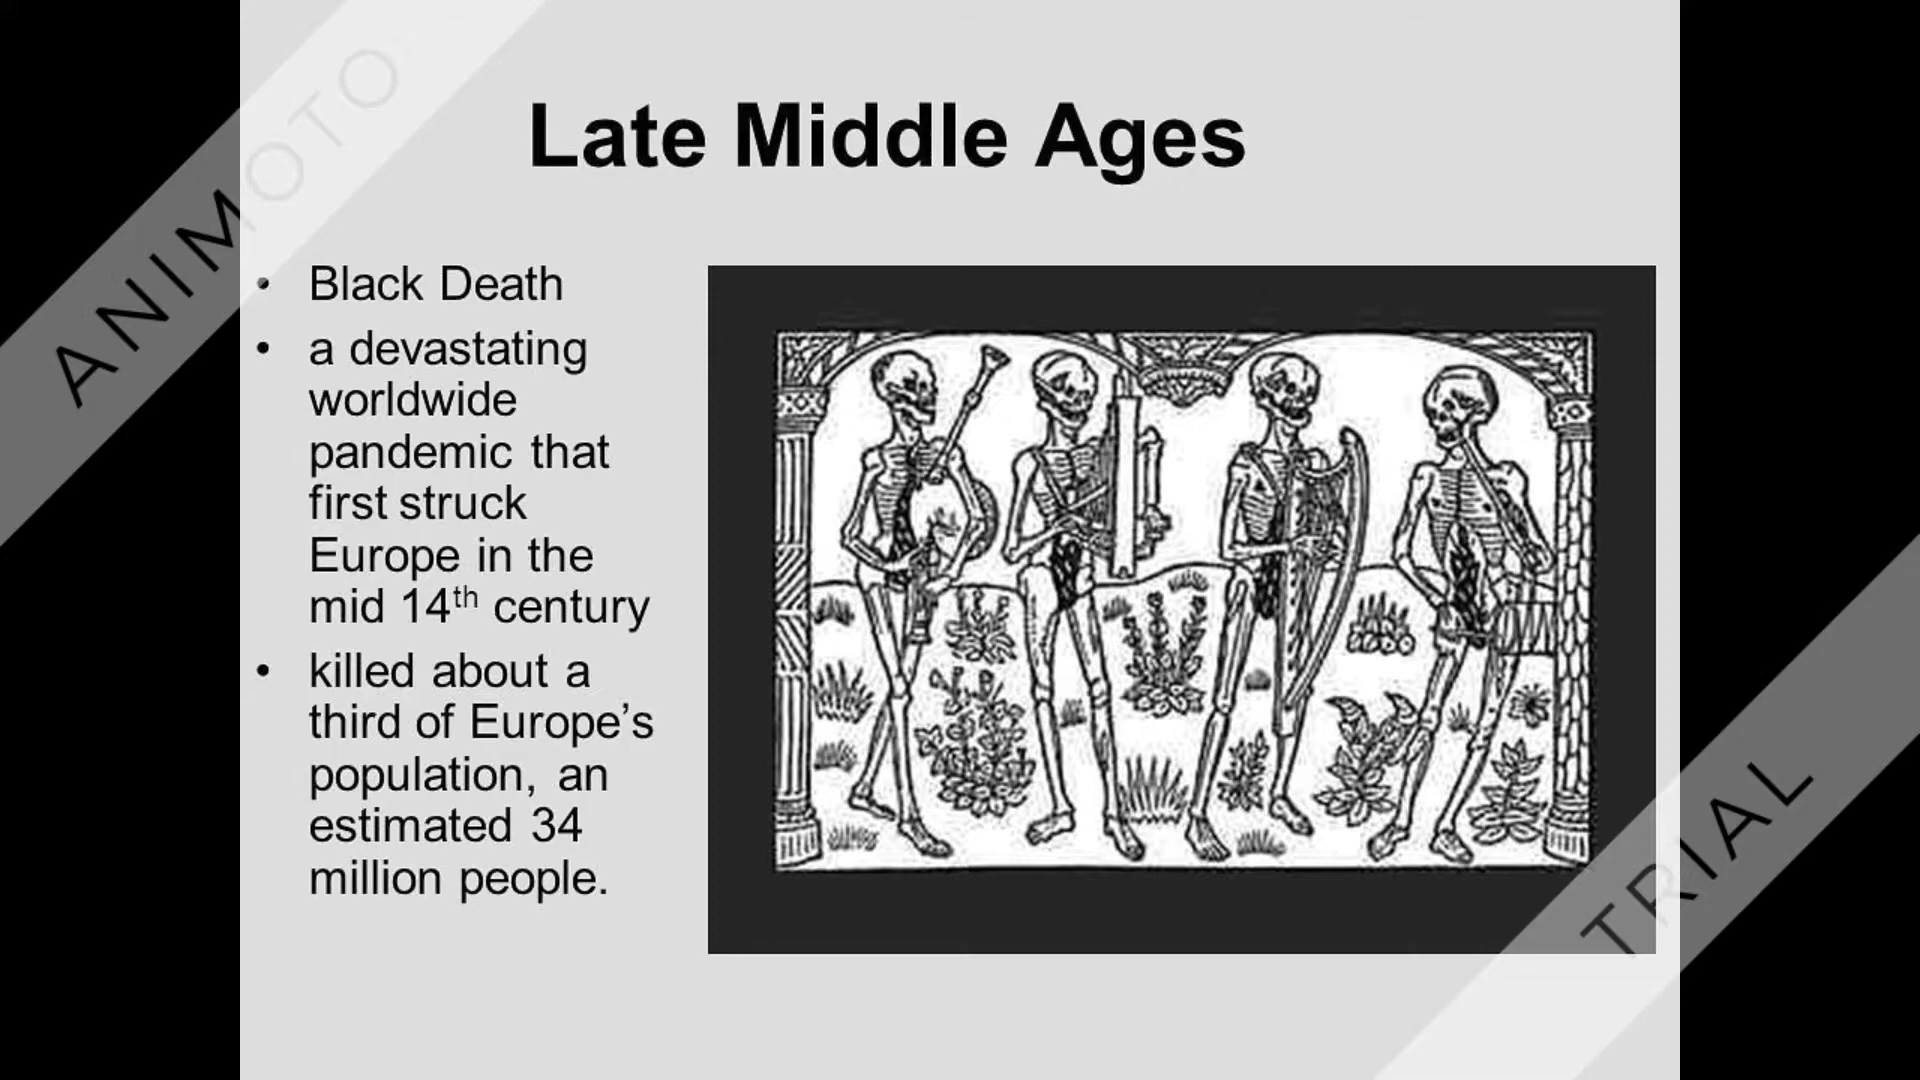 Late Middle Ages
• Black Death
• a devastating
worldwide
pandemic that
first struck
Europe in the
mid 14th century
• killed about a
third of Europe’s
population, an
estimated 34
million people.
ANIMOTO
TRIAL